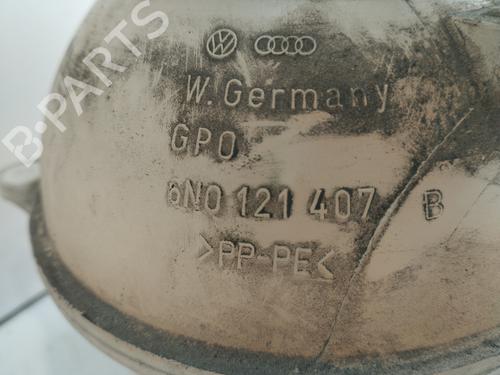 B-PARTS
W. Germany
GPO
6N0 121 407 B
>PP-PE<